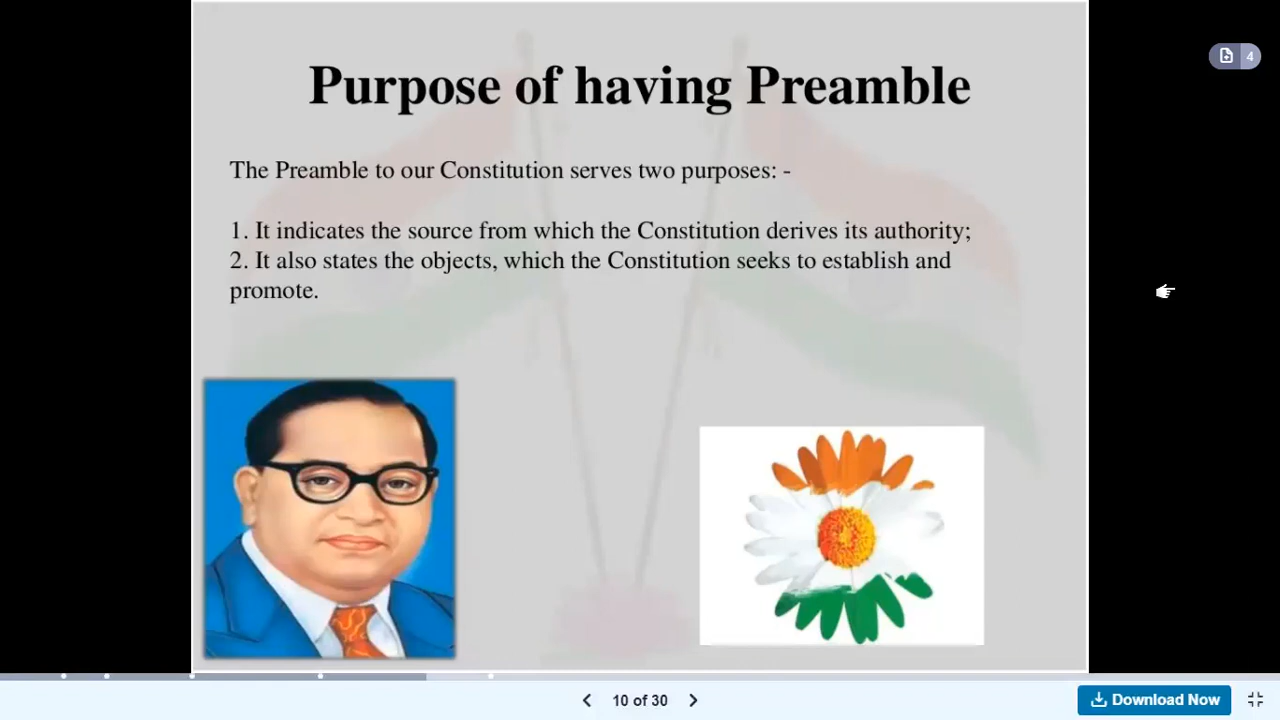 Purpose of having Preamble
The Preamble to our Constitution serves two purposes: -
1. It indicates the source from which the Constitution derives its authority;
2. It also states the objects, which the Constitution seeks to establish and
promote.
4
10 of 30
Download Now